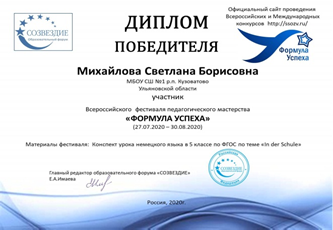 СОЗВЕЗДИЕ
Образовательный форум
ДИПЛОМ
ПОБЕДИТЕЛЯ
Официальный сайт проведения
Всероссийских и Международных
конкурсов http://sozv.ru/
Формула
Успеха
Михайлова Светлана Борисовна
МБОУ СШ №1 р.п. Кузоватово
Ульяновской области
участник
Всероссийского фестиваля педагогического мастерства
«ФОРМУЛА УСПЕХА»
(27.07.2020 – 30.08.2020)
Материалы фестиваля: Конспект урока немецкого языка в 5 классе по ФГОС по теме «In der Schule»
Главный редактор образовательного форума «СОЗВЕЗДИЕ»
Е.А.Имаева
Россия, 2020г.